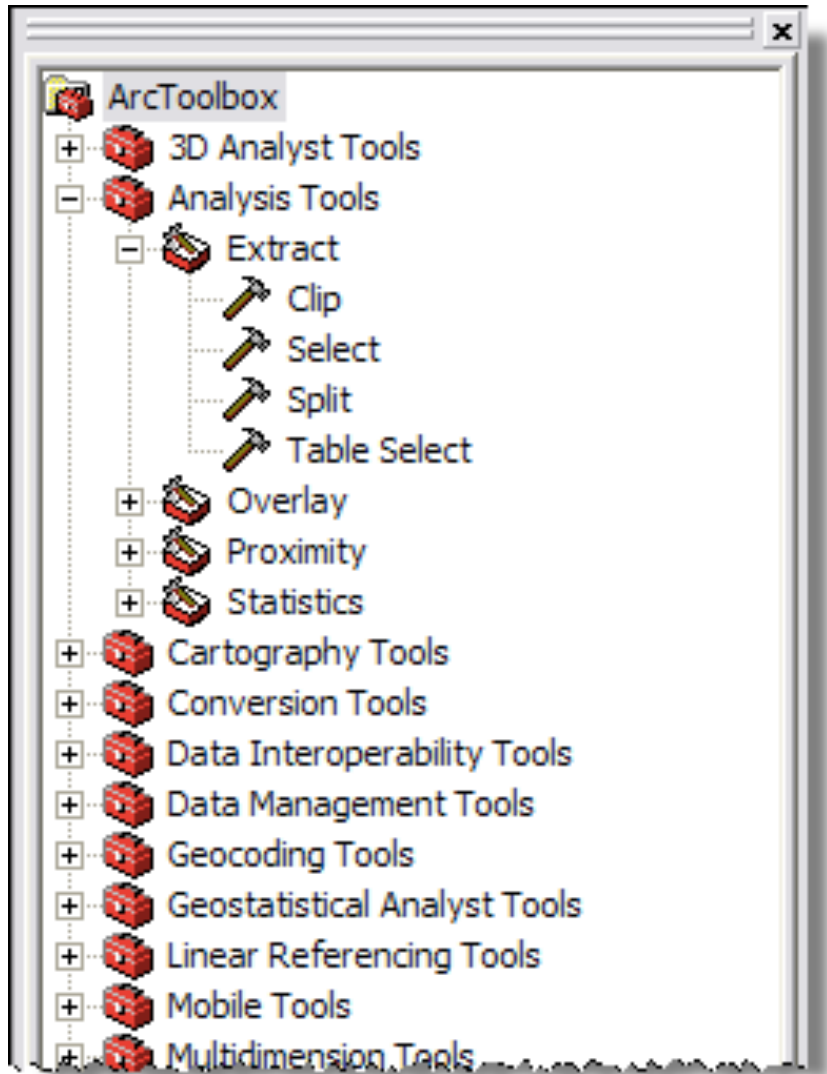 ArcToolbox
3D Analyst Tools
Analysis Tools
Extract
Clip
Select
Split
Table Select
Overlay
Proximity
Statistics
Cartography Tools
Conversion Tools
Data Interoperability Tools
Data Management Tools
Geocoding Tools
Geostatistical Analyst Tools
Linear Referencing Tools
Mobile Tools
Multidimension Tools